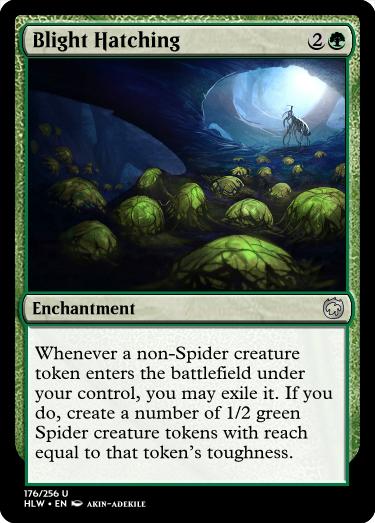 Blight Hatching 2
Enchantment
Whenever a non-Spider creature
token enters the battlefield under
your control, you may exile it. If you
do, create a number of 1/2 green
Spider creature tokens with reach
equal to that token's toughness.
176/256 U
HLW • EN AKIN-ADEKILE